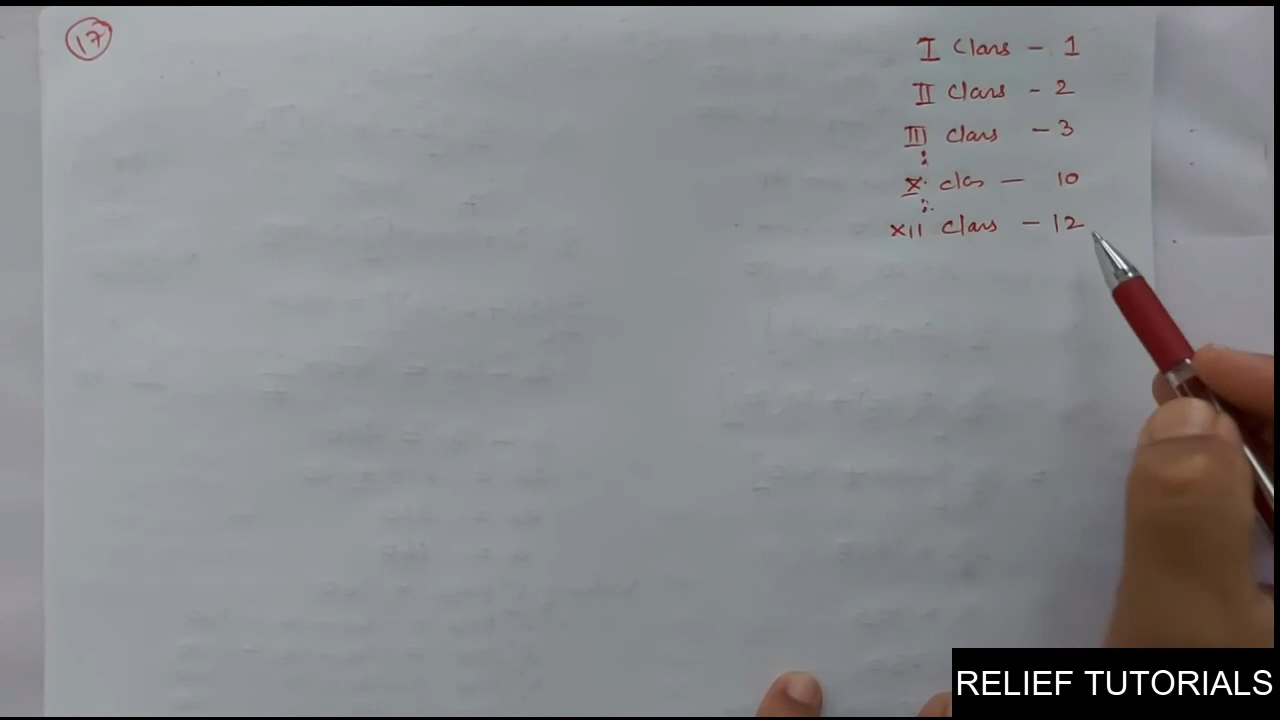 17
I Class - 1
II Class - 2
III Class - 3
X clas - 10
XII Class - 12
RELIEF TUTORIALS